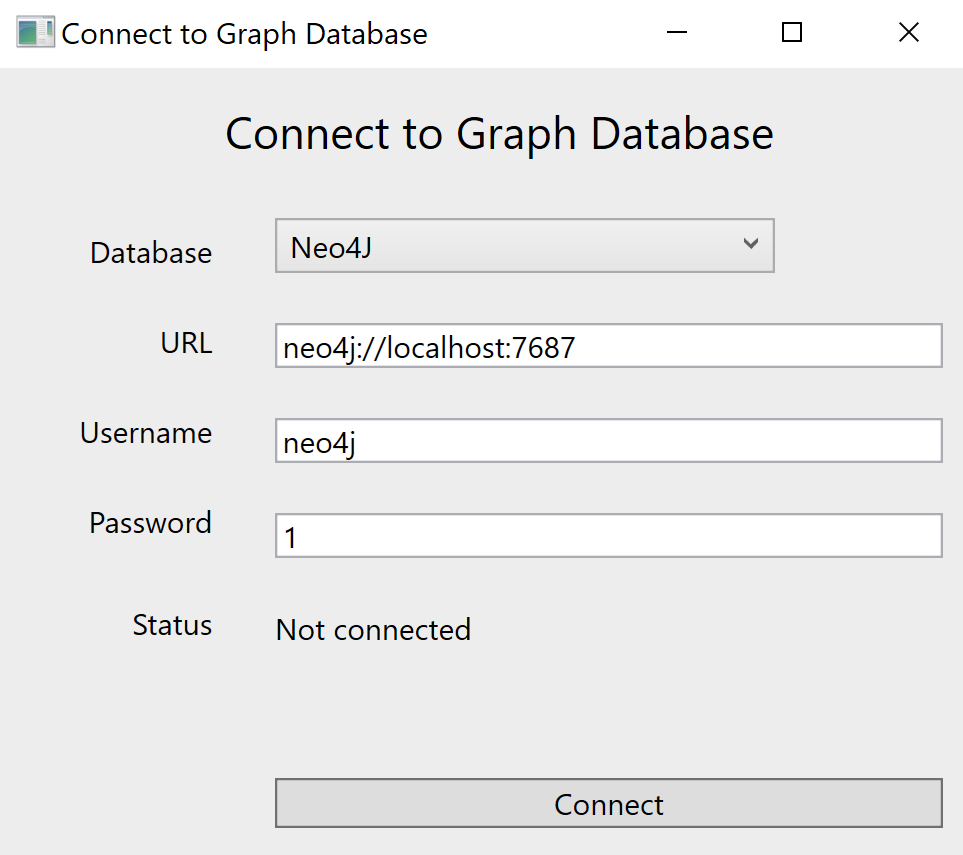 Connect to Graph Database
Connect to Graph Database
Database Neo4J
URL neo4j://localhost:7687
Username neo4j
Password 1
Status Not connected
Connect